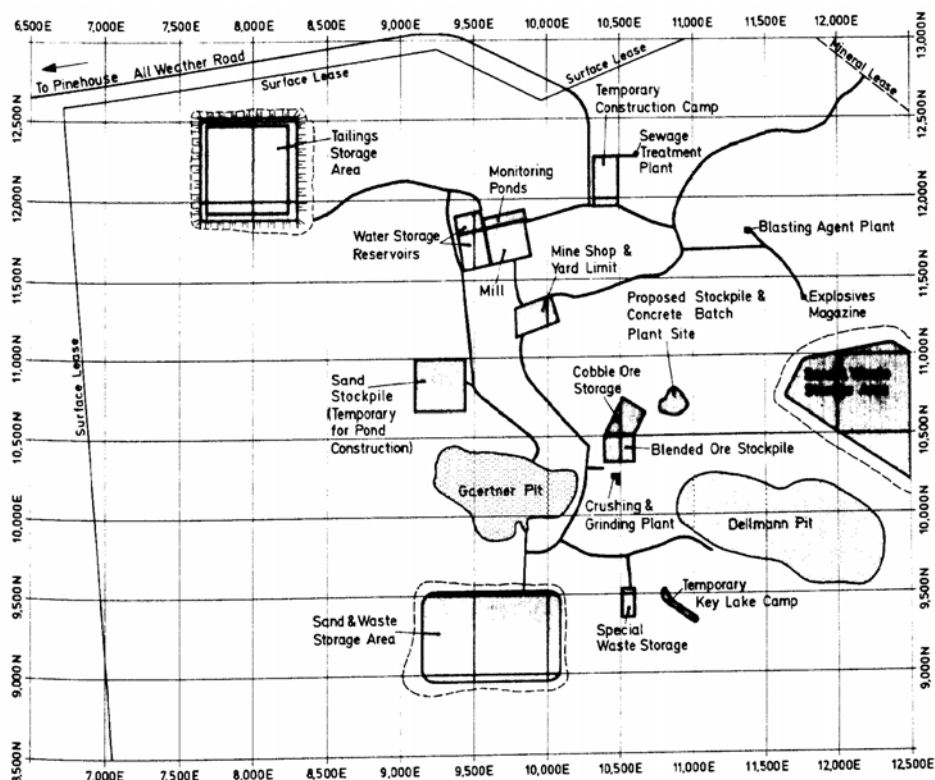 6,500E 7,000E 7,500E 8,000E 8,500E 9,000E 9,500E 10,000E 10,500E 11,000E 11,500E 12,000E
13,000N
To Pinehouse All Weather Road
Surface Lease
Surface Lease
Mineral Lease
12,500N
12,500N
Temporary
Construction Camp
Tailings
Storage
Area
Sewage
Treatment
Plant
Monitoring
Ponds
12,000N
12,000N
Water Storage
Reservoirs
Blasting Agent Plant
Mill
Mine Shop &
Yard Limit
11,500N
11,500N
Proposed Stockpile &
Concrete Batch
Plant Site
Explosives
Magazine
Surface Lease
11,000N
11,000N
Sand
Stockpile
(Temporary
for Pond
Construction)
Cobble Ore
Storage
10,500N
10,500N
Blended Ore Stockpile
Gaertner Pit
Crushing &
Grinding Plant
Deilmann Pit
10,000E
10,000N
Temporary
Key Lake Camp
9,500N
9,500N
Sand & Waste
Storage Area
Special
Waste Storage
9,000N
9,000N
8,500N
7,000E 7,500E 8,000E 8,500E 9,000E 9,500E 10,000E 10,500E 11,000E 11,500E 12,000E 12,500E